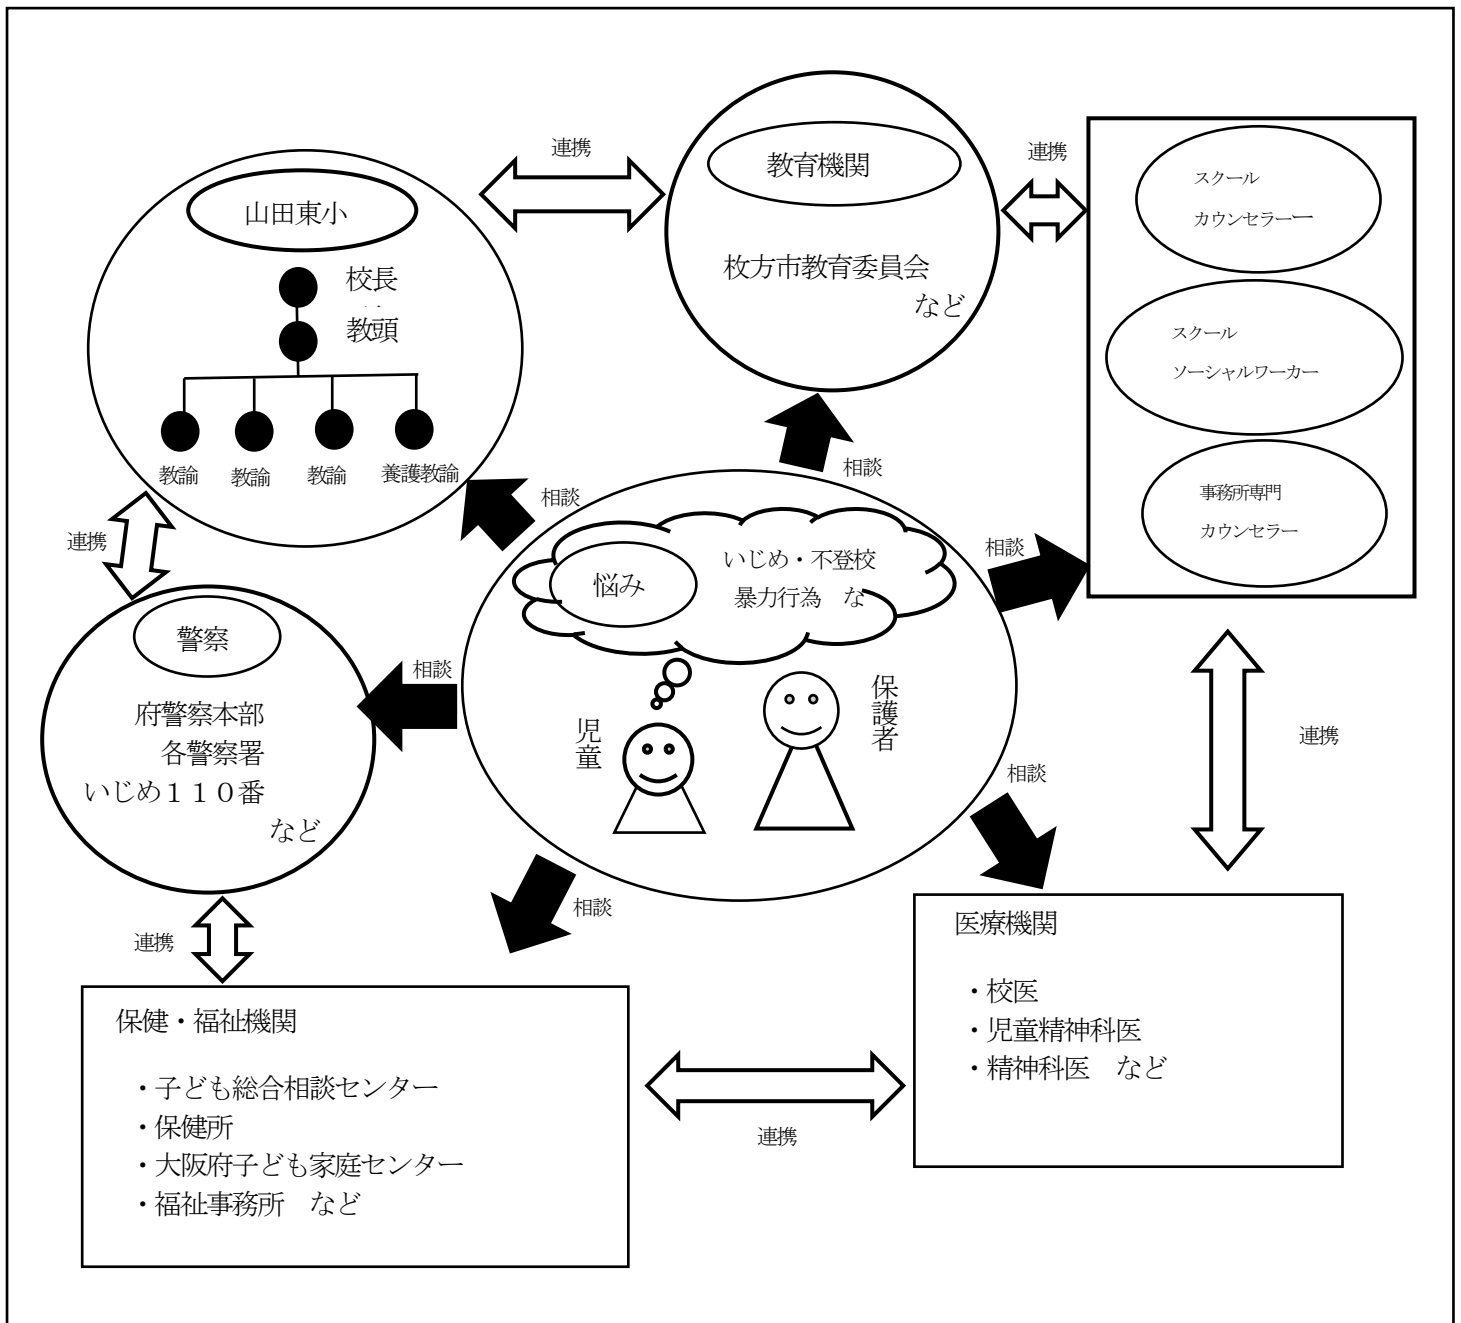 連携
教育機関
枚方市教育委員会
など
連携
スクール
カウンセラー一
スクール
ソーシャルワーカー
事務所専門
カウンセラー
山田東小
校長
教頭
教諭
教諭
教諭
養護教諭
相談
相談
相談
連携
悩み
いじめ・不登校
暴力行為　な
児童
保護者
警察
府警察本部
各警察署
いじめ１１０番
など
相談
相談
相談
連携
連携
保健・福祉機関
・子ども総合相談センター
・保健所
・大阪府子ども家庭センター
・福祉事務所　など
連携
医療機関
・校医
・児童精神科医
・精神科医　など